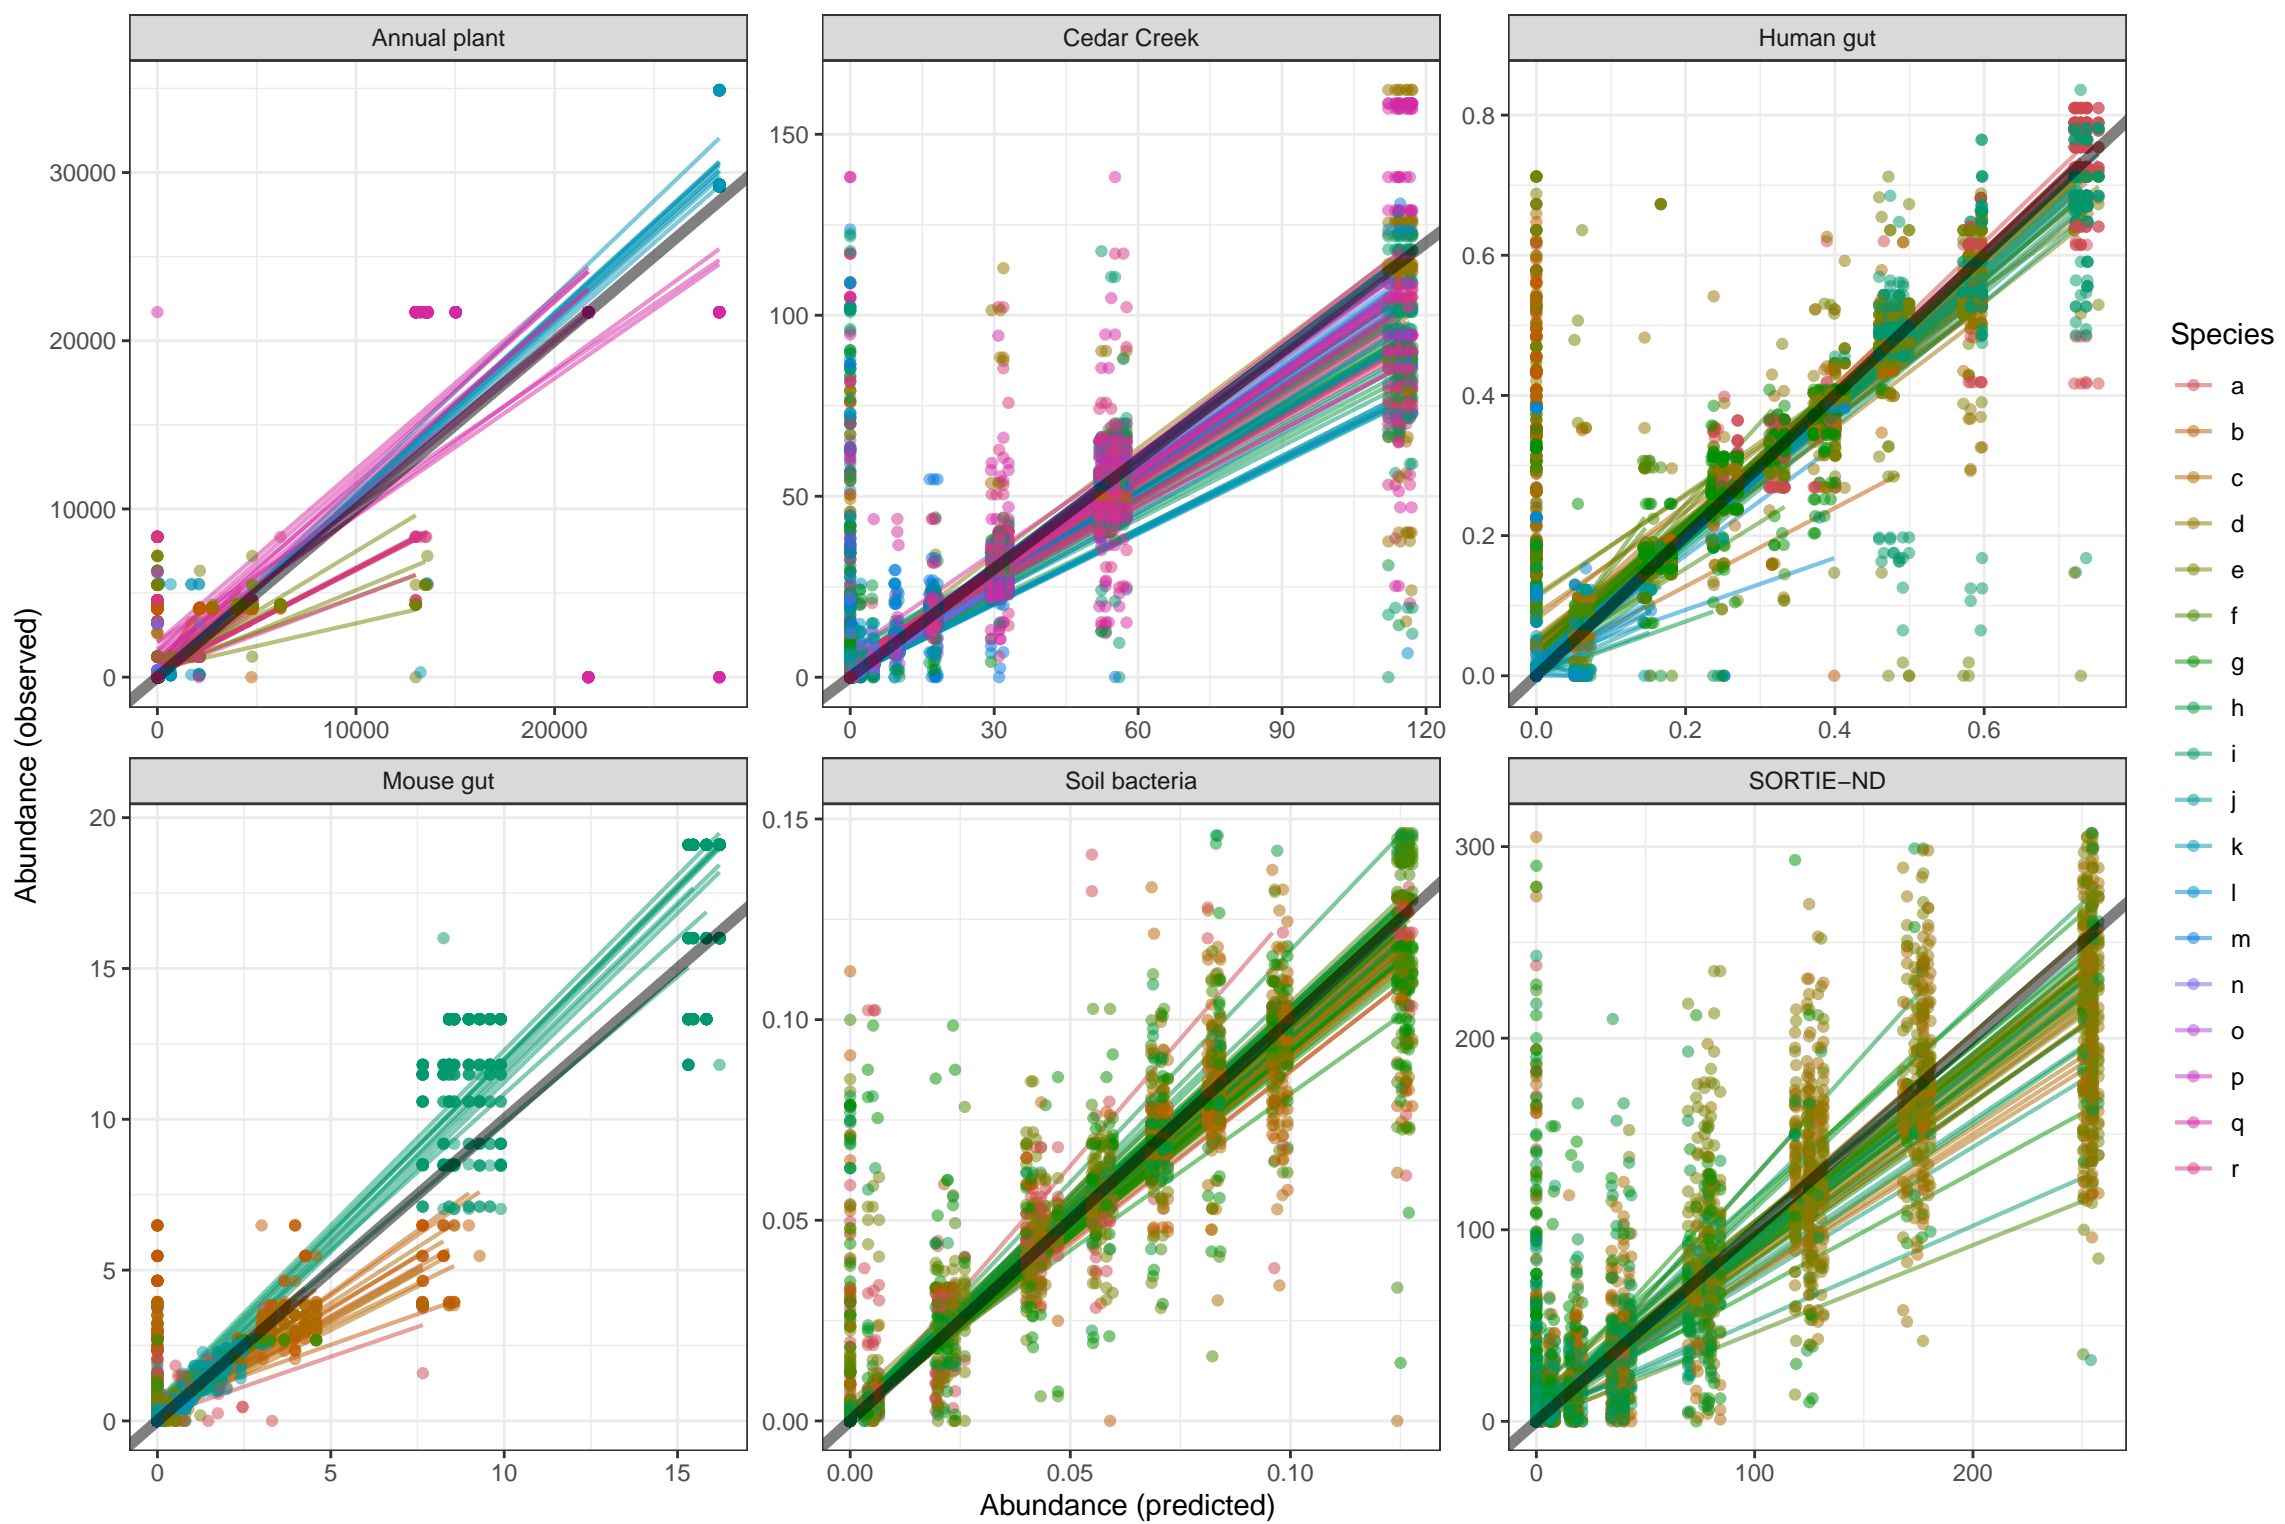 Annual plant
Cedar Creek
Human gut
30000
20000
10000
0
0
10000
20000
150
100
50
0
0
30
60
90
120
0.8
0.6
0.4
0.2
0.0
0.0
0.2
0.4
0.6
Abundance (observed)
Mouse gut
Soil bacteria
SORTIE−ND
20
15
10
5
0
0
5
10
15
0.15
0.10
0.05
0.00
0.00
0.05
0.10
300
200
100
0
0
100
200
Abundance (predicted)
Species
a
b
c
d
e
f
g
h
i
j
k
l
m
n
o
p
q
r